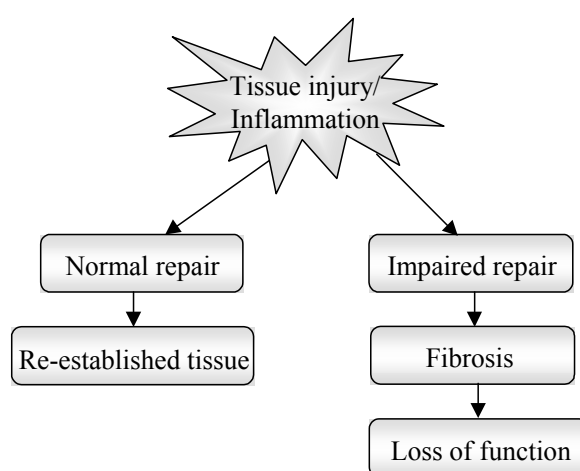 Tissue injury/
Inflammation
Normal repair
Impaired repair
Re-established tissue
Fibrosis
Loss of function